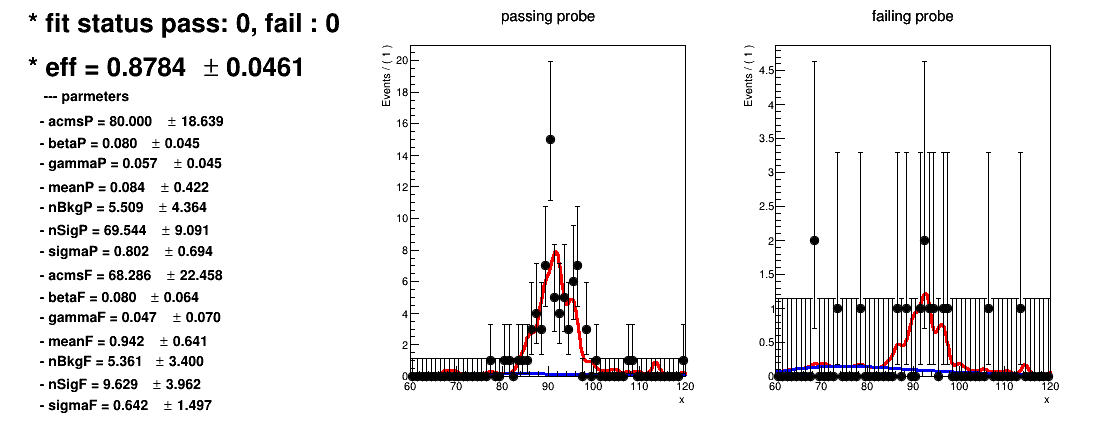 * fit status pass: 0, fail : 0
* eff = 0.8784 ± 0.0461
--- parmeters
- acmsP = 80.000 ± 18.639
- betaP = 0.080 ± 0.045
- gammaP = 0.057 ± 0.045
- meanP = 0.084 ± 0.422
- nBkgP = 5.509 ± 4.364
- nSigP = 69.544 ± 9.091
- sigmaP = 0.802 ± 0.694
- acmsF = 68.286 ± 22.458
- betaF = 0.080 ± 0.064
- gammaF = 0.047 ± 0.070
- meanF = 0.942 ± 0.641
- nBkgF = 5.361 ± 3.400
- nSigF = 9.629 ± 3.962
- sigmaF = 0.642 ± 1.497
passing probe
Events / ( 1 )
20
18
16
14
12
10
8
6
4
2
0
60 70 80 90 100 110 120
x
failing probe
Events / ( 1 )
4.5
4
3.5
3
2.5
2
1.5
1
0.5
0
60 70 80 90 100 110 120
x